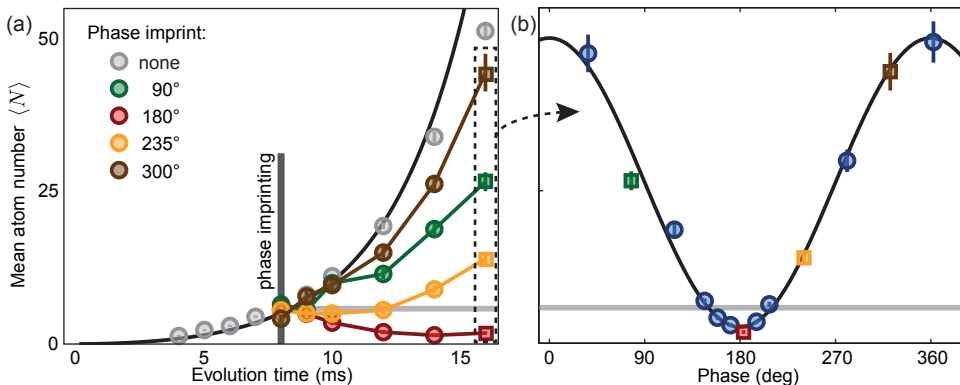 (a)
50
25
0
Mean atom number ⟨N⟩
Phase imprint:
none
90°
180°
235°
300°
phase imprinting
0
5
10
15
Evolution time (ms)
(b)
0
90
180
270
360
Phase (deg)